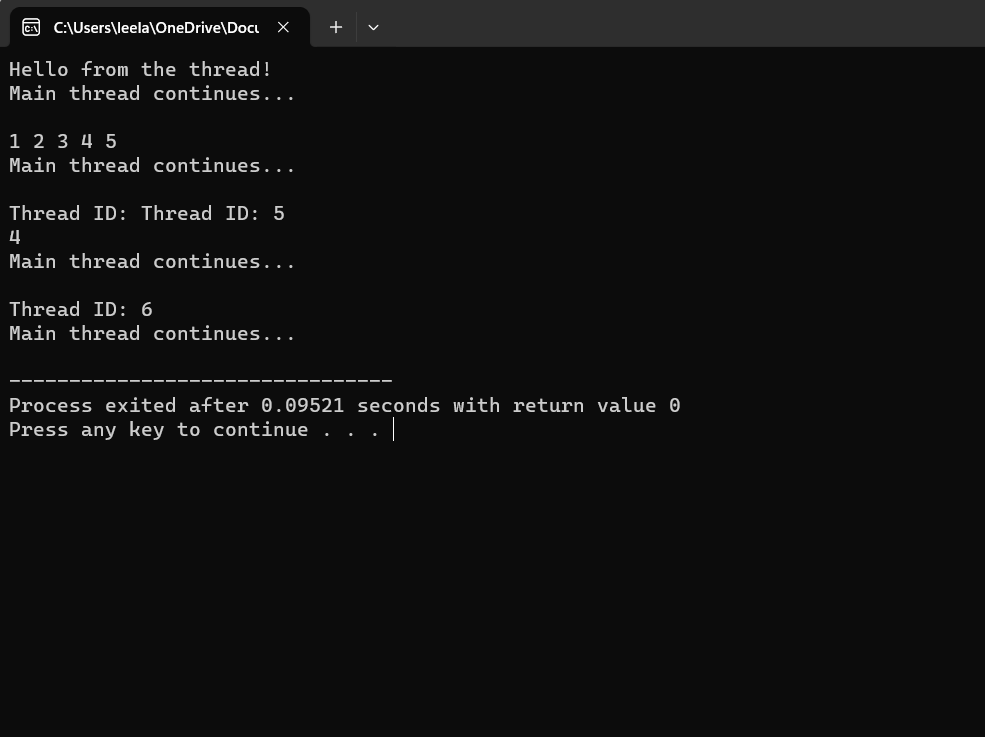 C:\Users\leela\OneDrive\Docu
Hello from the thread!
Main thread continues...
1 2 3 4 5
Main thread continues...
Thread ID: Thread ID: 5
4
Main thread continues...
Thread ID: 6
Main thread continues...
--------------------------------
Process exited after 0.09521 seconds with return value 0
Press any key to continue . . .